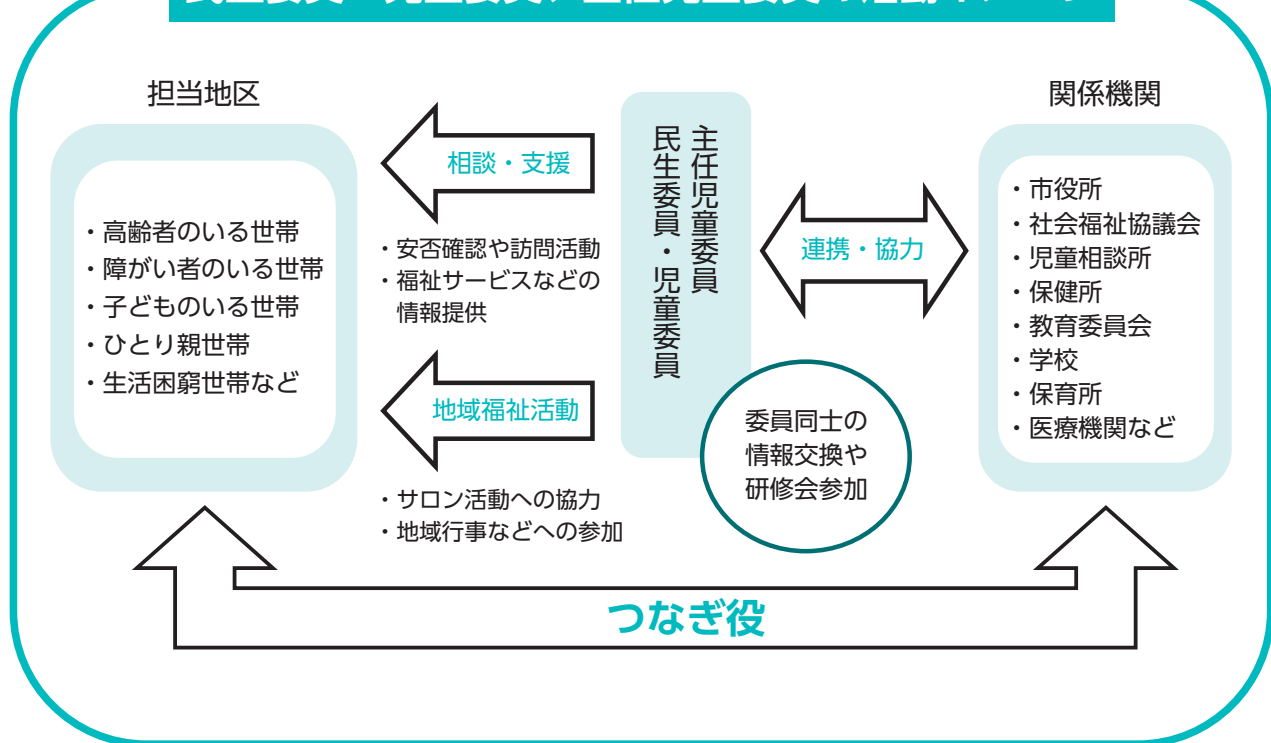 担当地区
・高齢者のいる世帯
・障がい者のいる世帯
・子どものいる世帯
・ひとり親世帯
・生活困窮世帯など
相談・支援
・安否確認や訪問活動
・福祉サービスなどの
情報提供
地域福祉活動
・サロン活動への協力
・地域行事などへの参加
主任児童委員
民生委員・児童委員
委員同士の
情報交換や
研修会参加
連携・協力
関係機関
・市役所
・社会福祉協議会
・児童相談所
・保健所
・教育委員会
・学校
・保育所
・医療機関など
つなぎ役